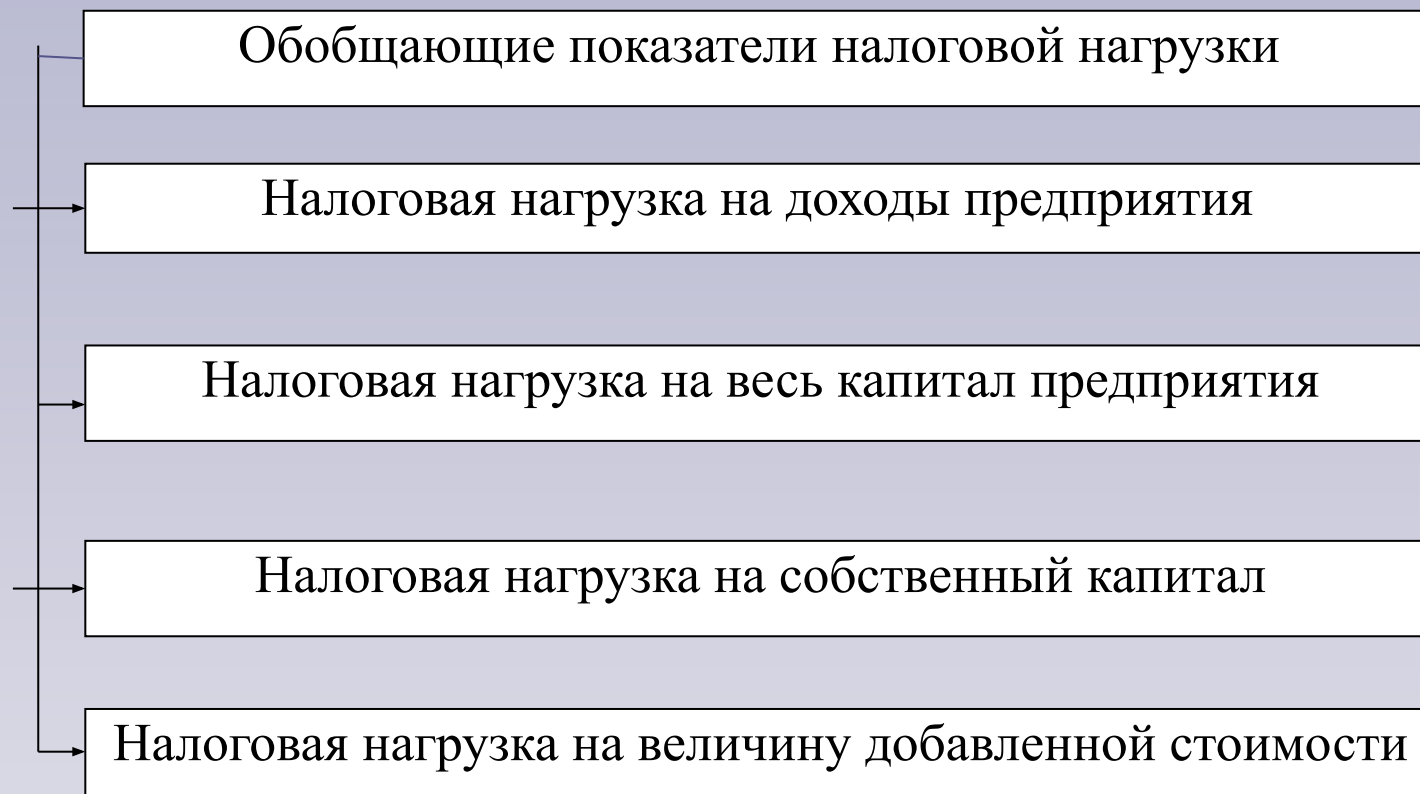 Обобщающие показатели налоговой нагрузки
Налоговая нагрузка на доходы предприятия
Налоговая нагрузка на весь капитал предприятия
Налоговая нагрузка на собственный капитал
Налоговая нагрузка на величину добавленной стоимости